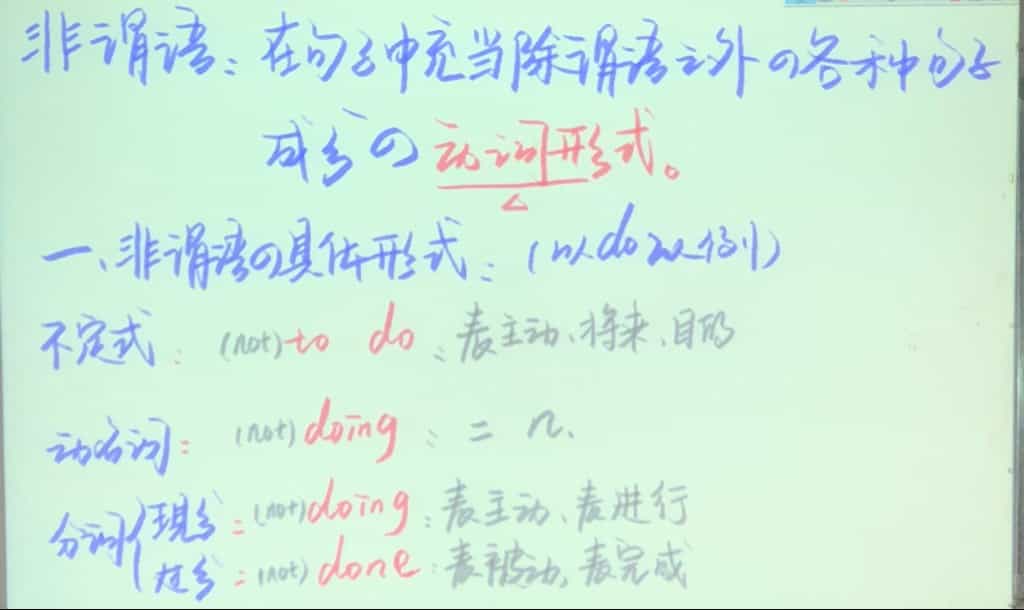 非谓语：在句子中充当除谓语之外の各种句子
成分の动词形式。
一、非谓语の具体形式：(以do为例)
不定式：(not) to do：表主动、将来、目的
动名词：(not) doing：= n.
分词{现分：(not) doing：表主动、表进行
过分：(not) done：表被动，表完成